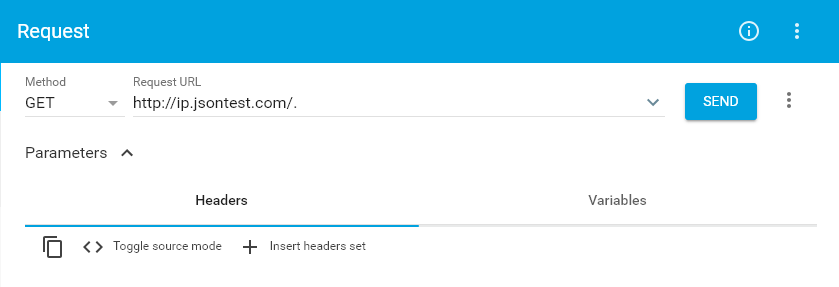 Request
Method
Request URL
GET
http://ip.jsontest.com/.
SEND
Parameters
Headers
Variables
Toggle source mode
Insert headers set